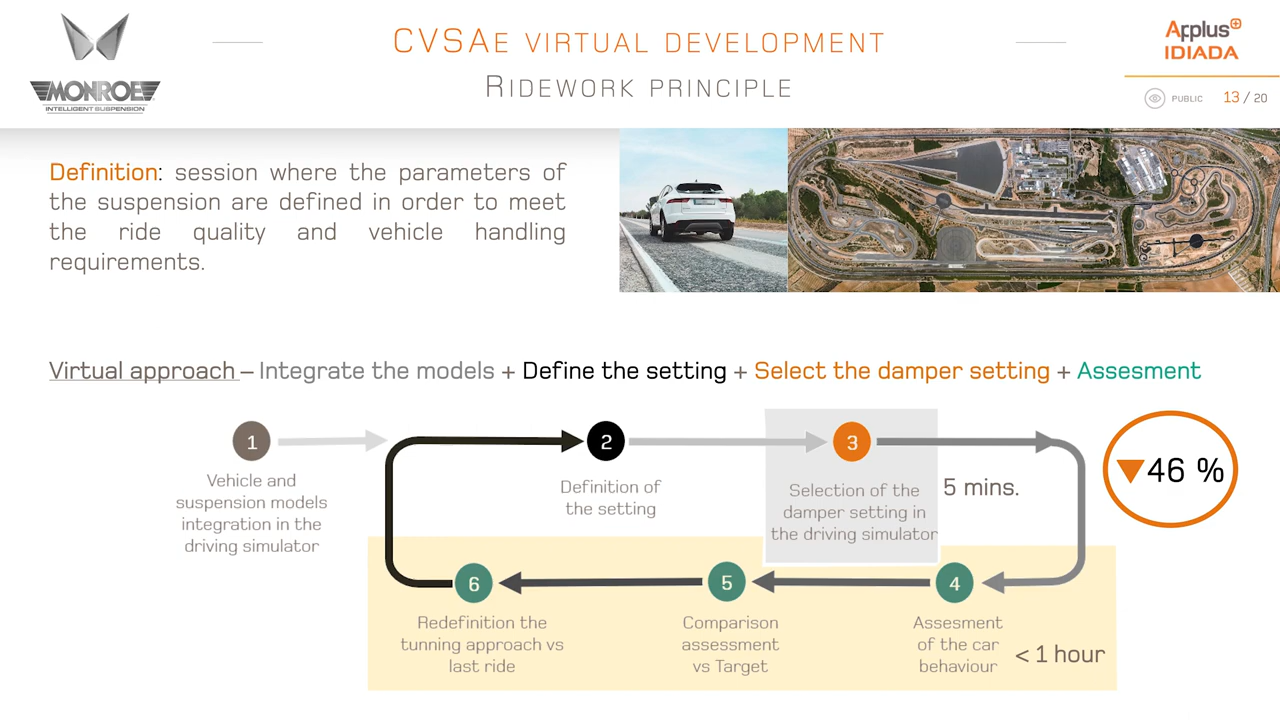 MONROE
INTELLIGENT SUSPENSION
CVSAE VIRTUAL DEVELOPMENT
RIDEWORK PRINCIPLE
Applus+
IDIADA
PUBLIC 13 / 20
Definition: session where the parameters of
the suspension are defined in order to meet
the ride quality and vehicle handling
requirements.
Virtual approach – Integrate the models + Define the setting + Select the damper setting + Assesment
1
Vehicle and
suspension models
integration in the
driving simulator
2
Definition of
the setting
3
Selection of the
damper setting in
the driving simulator
5 mins.
46 %
4
Assesment
of the car
behaviour
< 1 hour
5
Comparison
assessment
vs Target
6
Redefinition the
tunning approach vs
last ride